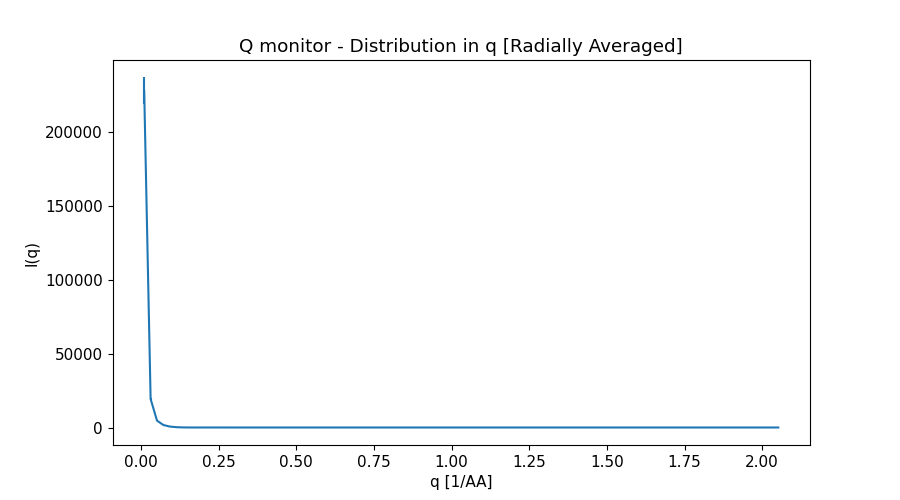 Q monitor - Distribution in q [Radially Averaged]
I(q)
200000
150000
100000
50000
0
0.00 0.25 0.50 0.75 1.00 1.25 1.50 1.75 2.00
q [1/AA]